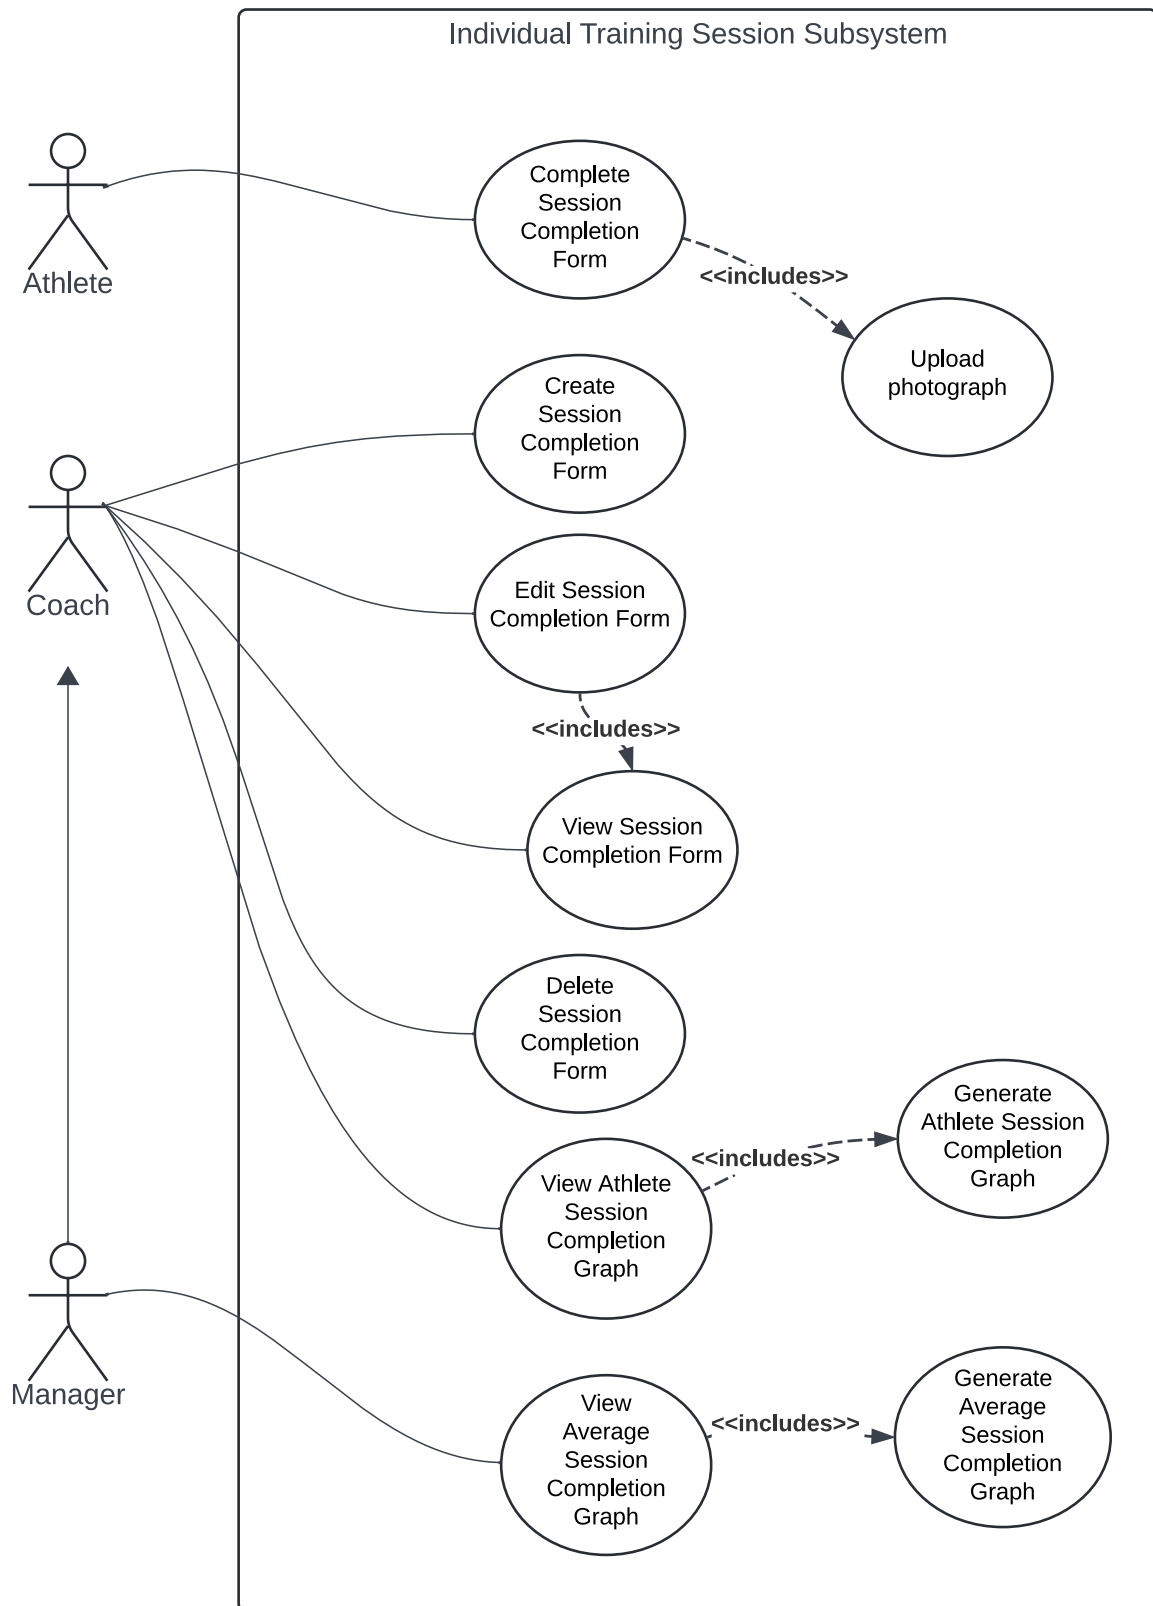 Individual Training Session Subsystem
Athlete
Complete
Session
Completion
Form
<<includes>>
Upload
photograph
Create
Session
Completion
Form
Coach
Edit Session
Completion Form
<<includes>>
View Session
Completion Form
Delete
Session
Completion
Form
View Athlete
Session
Completion
Graph
<<includes>>
Generate
Athlete Session
Completion
Graph
Manager
View
Average
Session
Completion
Graph
<<includes>>
Generate
Average
Session
Completion
Graph